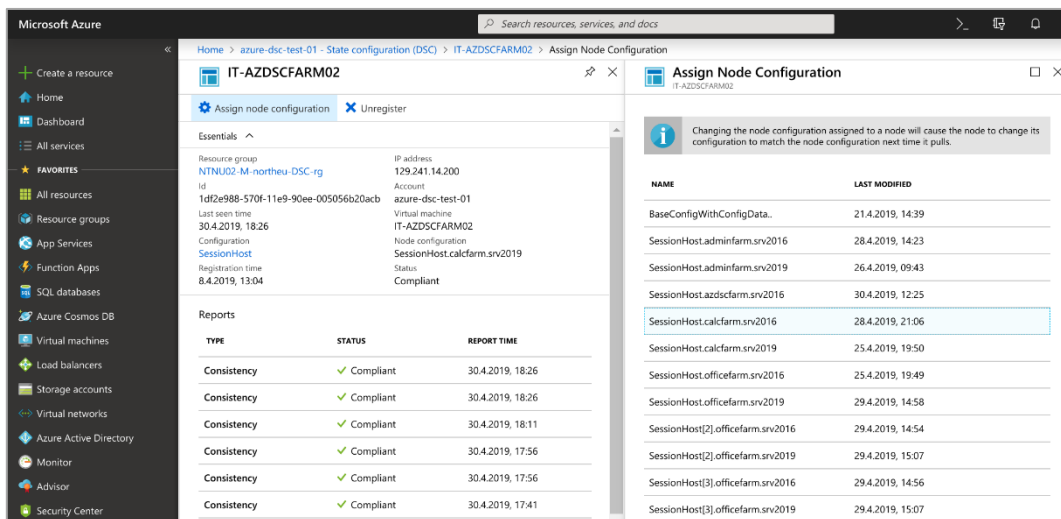 Microsoft Azure
Search resources, services, and docs
«
Create a resource
Home
Dashboard
All services
FAVORITES
All resources
Resource groups
App Services
Function Apps
SQL databases
Azure Cosmos DB
Virtual machines
Load balancers
Storage accounts
Virtual networks
Azure Active Directory
Monitor
Advisor
Security Center
Home > azure-dsc-test-01 - State configuration (DSC) > IT-AZDSCFARM02 > Assign Node Configuration
IT-AZDSCFARM02
Assign node configuration Unregister
Essentials
Resource group
NTNU02-M-northeu-DSC-rg
Id
1df2e988-570f-11e9-90ee-005056b20acb
Last seen time
30.4.2019, 18:26
Configuration
SessionHost
Registration time
8.4.2019, 13:04
IP address
129.241.14.200
Account
azure-dsc-test-01
Virtual machine
IT-AZDSCFARM02
Node configuration
SessionHost.calcfarm.srv2019
Status
Compliant
Reports
TYPE STATUS REPORT TIME
Consistency Compliant 30.4.2019, 18:26
Consistency Compliant 30.4.2019, 18:26
Consistency Compliant 30.4.2019, 18:11
Consistency Compliant 30.4.2019, 17:56
Consistency Compliant 30.4.2019, 17:56
Consistency Compliant 30.4.2019, 17:41
Assign Node Configuration
IT-AZDSCFARM02
Changing the node configuration assigned to a node will cause the node to change its
configuration to match the node configuration next time it pulls.
NAME LAST MODIFIED
BaseConfigWithConfigData.. 21.4.2019, 14:39
SessionHost.adminfarm.srv2016 28.4.2019, 14:23
SessionHost.adminfarm.srv2019 26.4.2019, 09:43
SessionHost.azdscfarm.srv2016 30.4.2019, 12:25
SessionHost.calcfarm.srv2016 28.4.2019, 21:06
SessionHost.calcfarm.srv2019 25.4.2019, 19:50
SessionHost.officefarm.srv2016 25.4.2019, 19:49
SessionHost.officefarm.srv2019 29.4.2019, 14:58
SessionHost[2].officefarm.srv2016 29.4.2019, 14:54
SessionHost[2].officefarm.srv2019 29.4.2019, 15:07
SessionHost[3].officefarm.srv2016 29.4.2019, 14:56
SessionHost[3].officefarm.srv2019 29.4.2019, 15:07